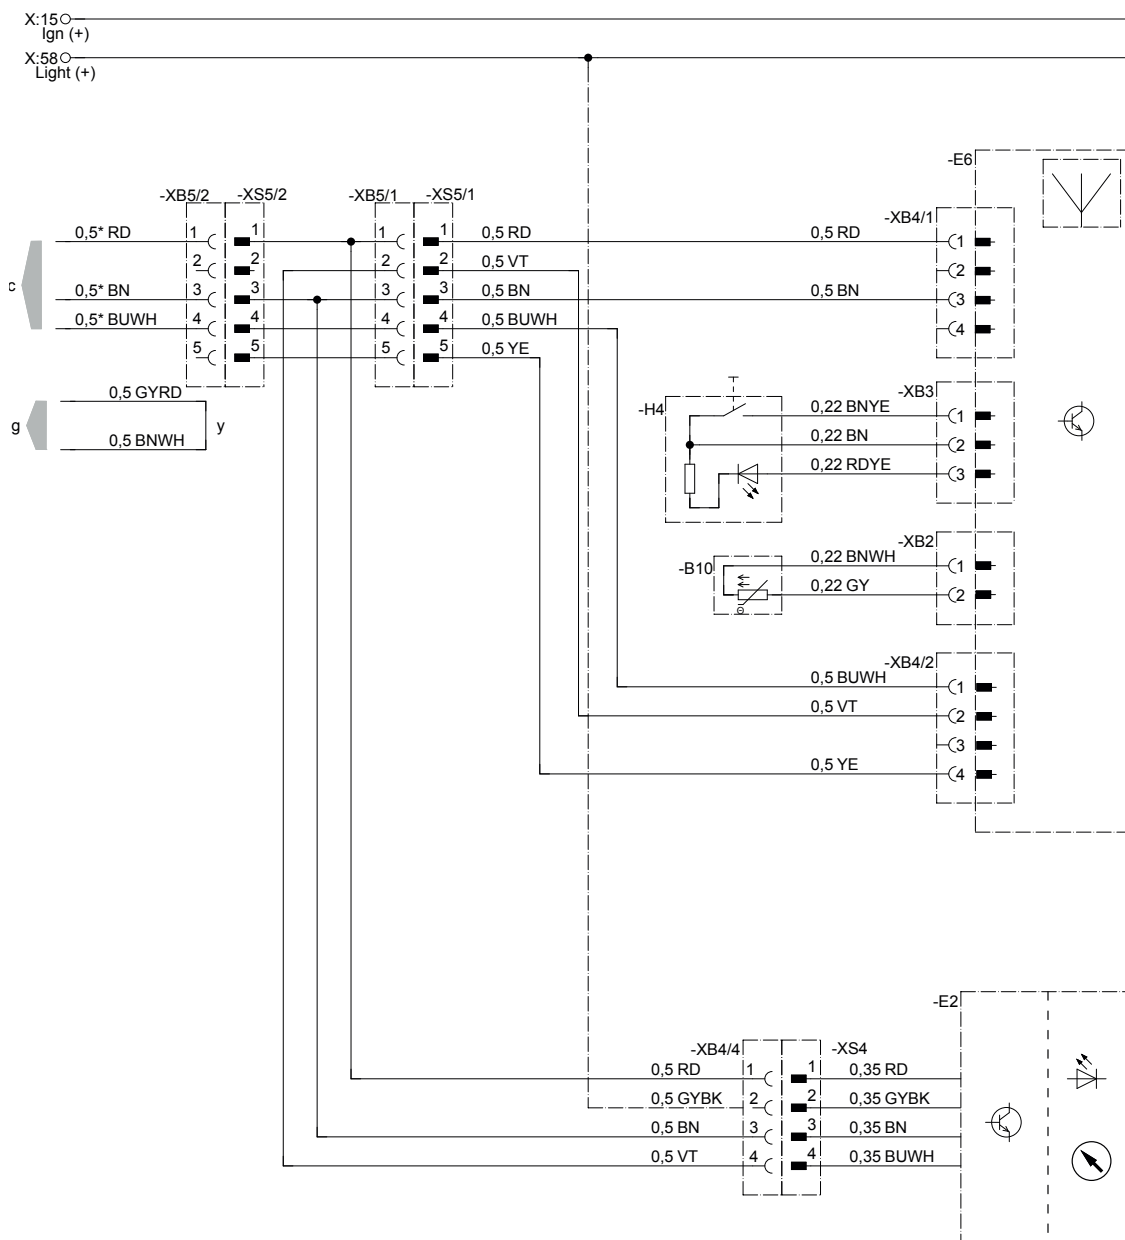 X:15
Ign (+)
X:58
Light (+)
-E6
-XB5/2 -XS5/2 -XB5/1 -XS5/1
-XB4/1
0,5* RD 1 1 1 1 0,5 RD 0,5 RD 1
2 2 2 2 0,5 VT 2
c 0,5* BN 3 3 3 3 0,5 BN 0,5 BN 3
0,5* BUWH 4 4 4 4 0,5 BUWH 4
5 5 5 5 0,5 YE
0,5 GYRD
g y
0,5 BNWH
-XB3
-H4
0,22 BNYE 1
0,22 BN 2
0,22 RDYE 3
-XB2
-B10
0,22 BNWH 1
0,22 GY 2
-XB4/2
0,5 BUWH 1
0,5 VT 2
3
0,5 YE 4
-E2
-XB4/4 -XS4
0,5 RD 1 1 0,35 RD
0,5 GYBK 2 2 0,35 GYBK
0,5 BN 3 3 0,35 BN
0,5 VT 4 4 0,35 BUWH